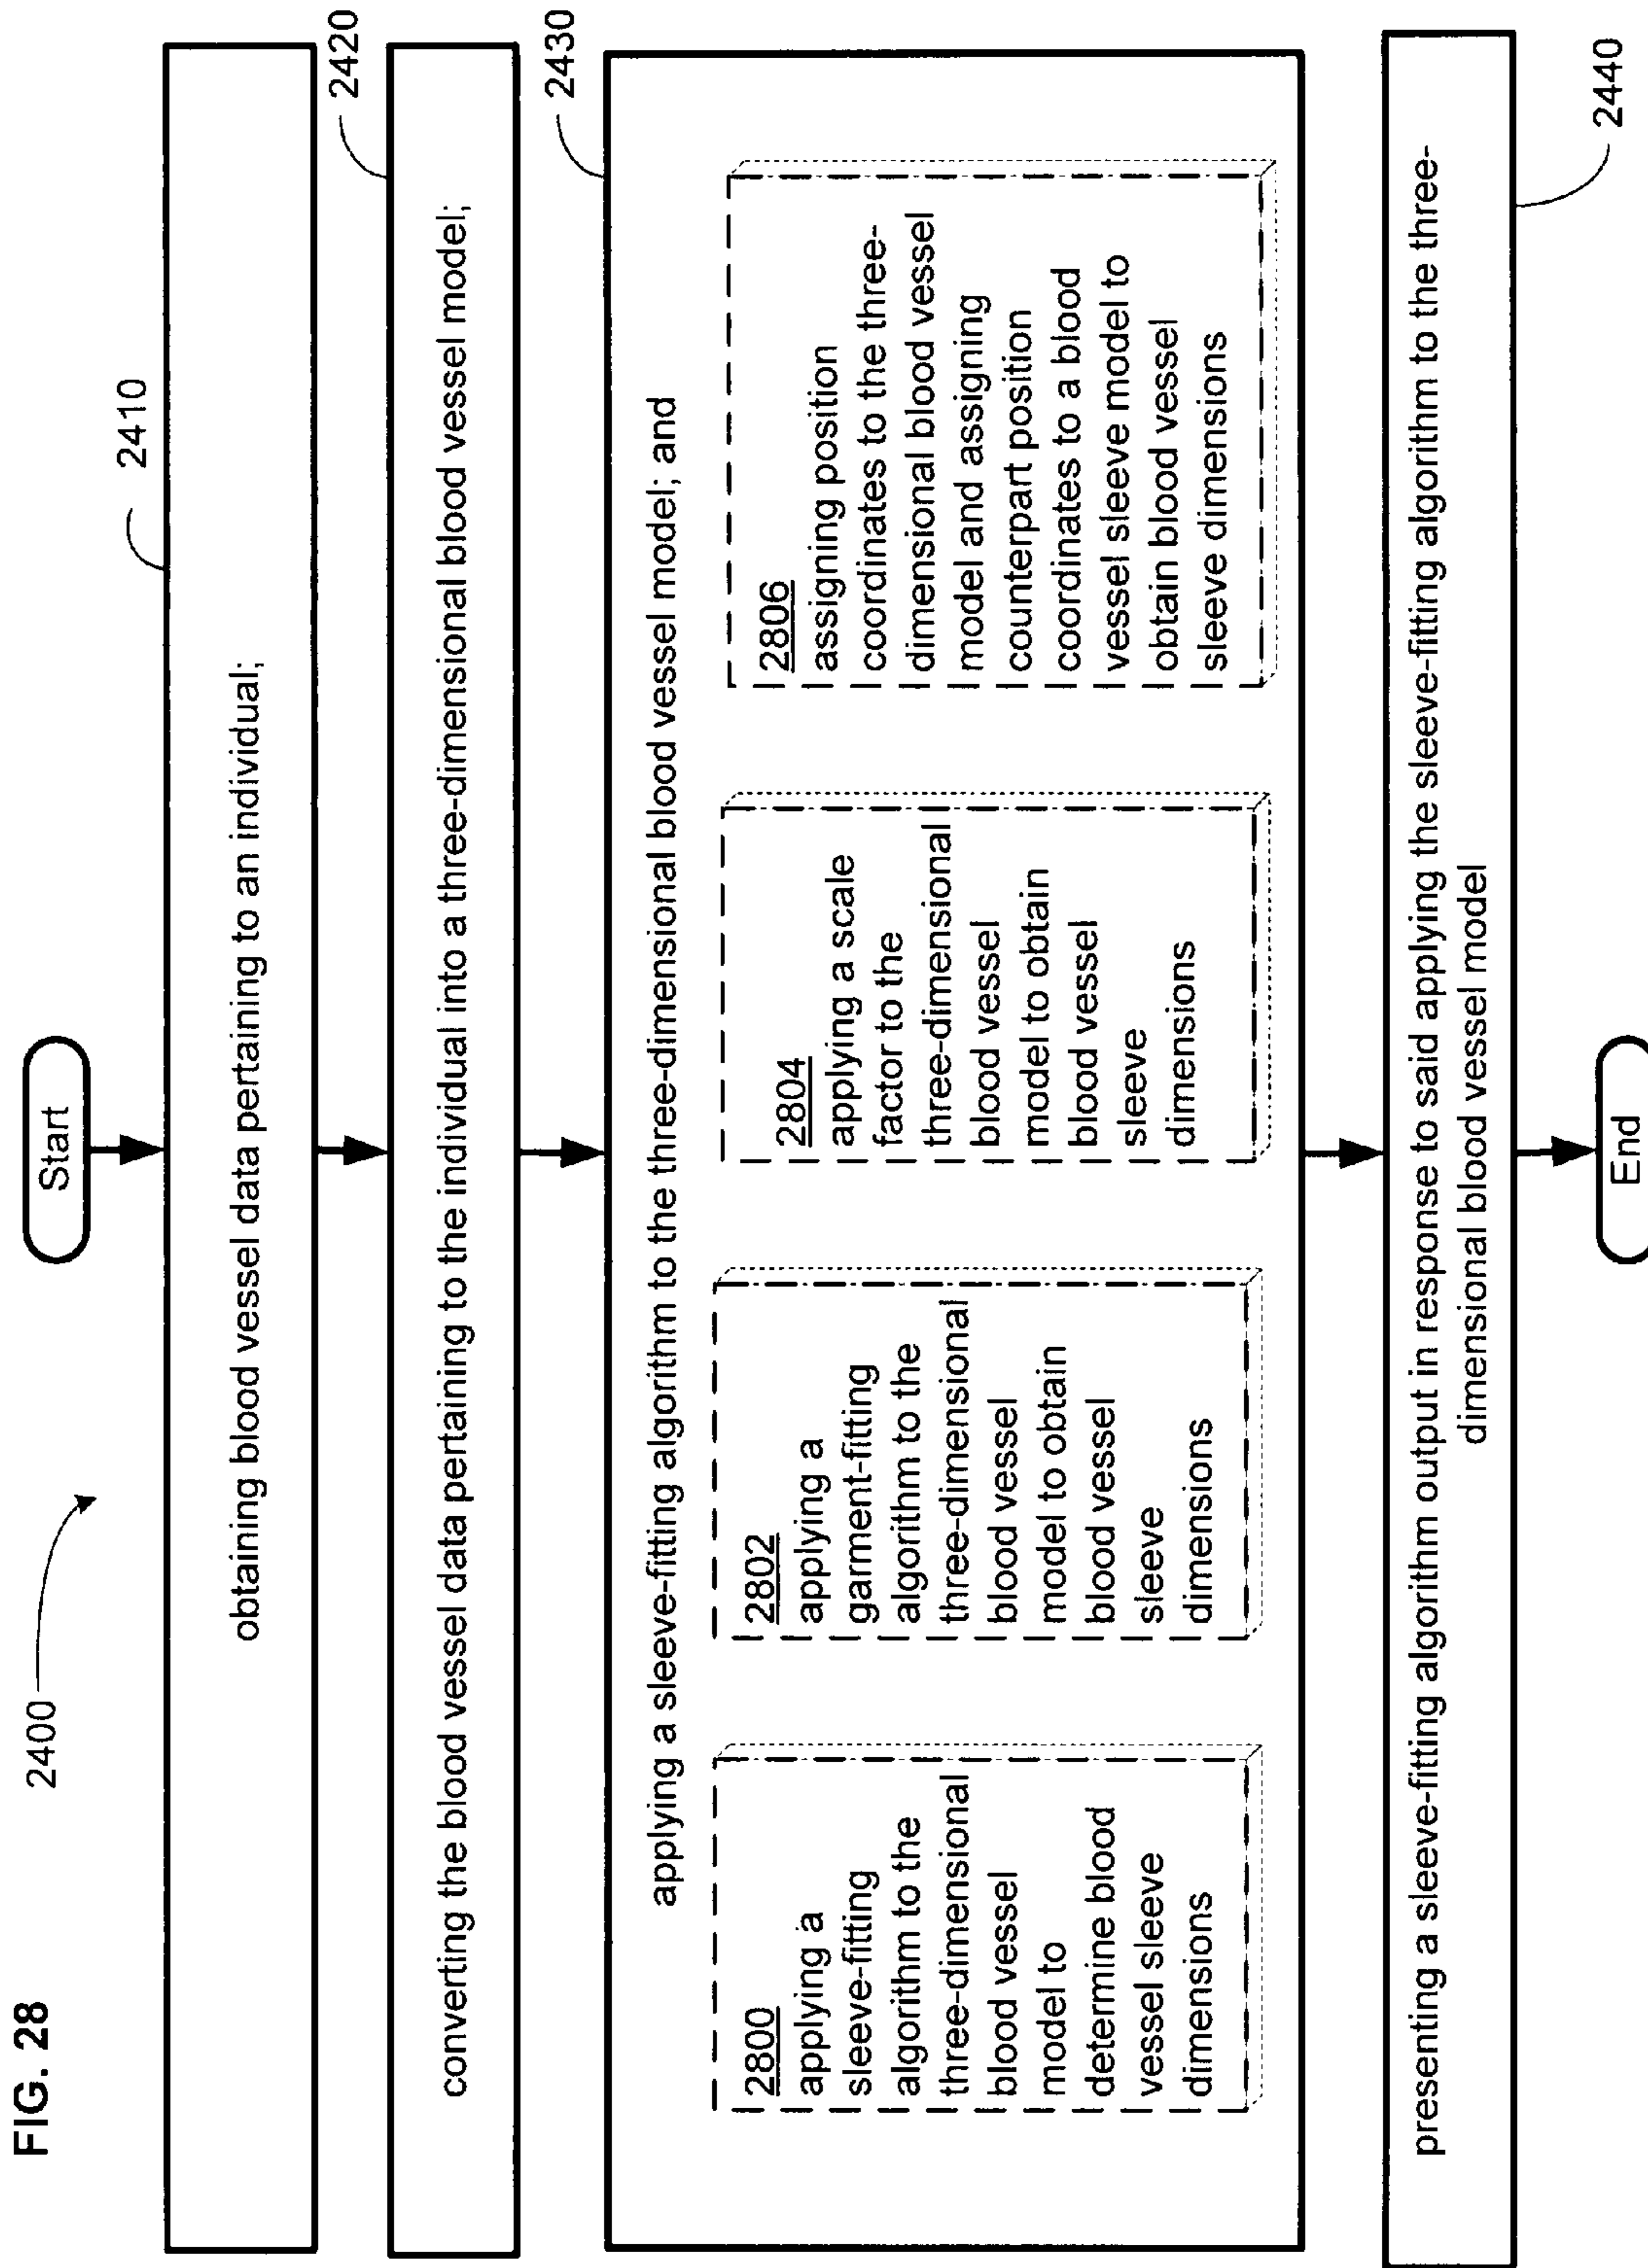 FIG. 28
2400
Start
2410
obtaining blood vessel data pertaining to an individual;
2420
converting the blood vessel data pertaining to the individual into a three-dimensional blood vessel model;
2430
applying a sleeve-fitting algorithm to the three-dimensional blood vessel model; and
2800
applying a
sleeve-fitting
algorithm to the
three-dimensional
blood vessel
model to
determine blood
vessel sleeve
dimensions
2802
applying a
garment-fitting
algorithm to the
three-dimensional
blood vessel
model to obtain
blood vessel
sleeve
dimensions
2804
applying a scale
factor to the
three-dimensional
blood vessel
model to obtain
blood vessel
sleeve
dimensions
2806
assigning position
coordinates to the three-
dimensional blood vessel
model and assigning
counterpart position
coordinates to a blood
vessel sleeve model to
obtain blood vessel
sleeve dimensions
2440
presenting a sleeve-fitting algorithm output in response to said applying the sleeve-fitting algorithm to the three-
dimensional blood vessel model
End